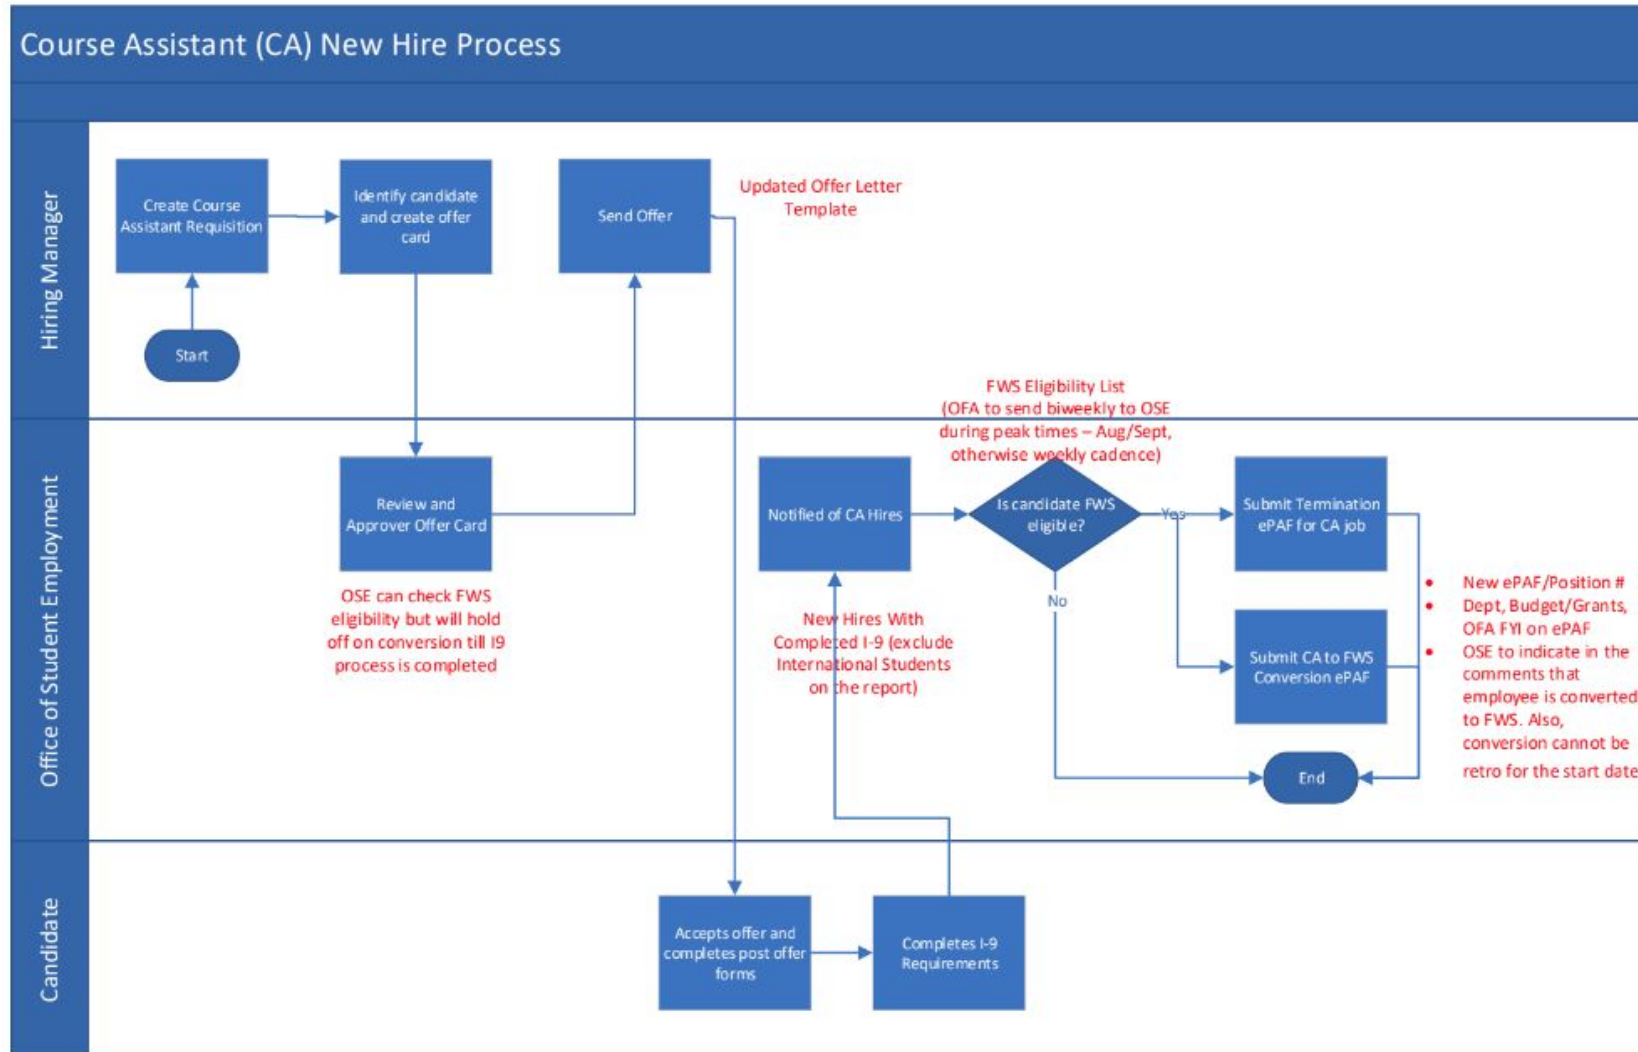 Course Assistant (CA) New Hire Process
Hiring Manager
Create Course
Assistant Requisition
Identify candidate
and create offer
card
Send Offer
Updated Offer Letter
Template
Start
Office of Student Employment
Review and
Approver Offer Card
OSE can check FWS
eligibility but will hold
off on conversion till I9
process is completed
Notified of CA Hires
New Hires With
Completed I-9 (exclude
International Students
on the report)
FWS Eligibility List
(OFA to send biweekly to OSE
during peak times – Aug/Sept,
otherwise weekly cadence)
Is candidate FWS
eligible?
Yes
No
Submit Termination
ePAF for CA job
Submit CA to FWS
Conversion ePAF
End
• New ePAF/Position #
• Dept, Budget/Grants,
OFA FYI on ePAF
• OSE to indicate in the
comments that
employee is converted
to FWS. Also,
conversion cannot be
retro for the start date
Candidate
Accepts offer and
completes post offer
forms
Completes I-9
Requirements